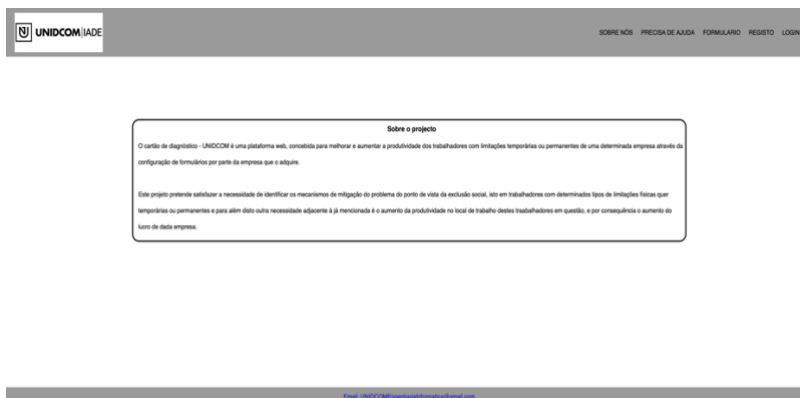 UNIDCOM|IADE
SOBRE NÓS PRECISA DE AJUDA FORMULARIO REGISTO LOGIN
Sobre o projecto
O cartão de diagnóstico - UNIDCOM é uma plataforma web, concebida para melhorar e aumentar a produtividade dos trabalhadores com limitações temporárias ou permanentes de uma determinada empresa através da
configuração de formulários por parte da empresa que o adquire.
Este projeto pretende satisfazer a necessidade de identificar os mecanismos de mitigação do problema do ponto de vista da exclusão social, isto em trabalhadores com determinados tipos de limitações físicas quer
temporárias ou permanentes e para além disto outra necessidade adjacente à já mencionada é o aumento da produtividade no local de trabalho destes traabalhadores em questão, e por consequência o aumento do
lucro de dada empresa.
Email: UNIDCOMEngenhariaInformatica@gmail.com